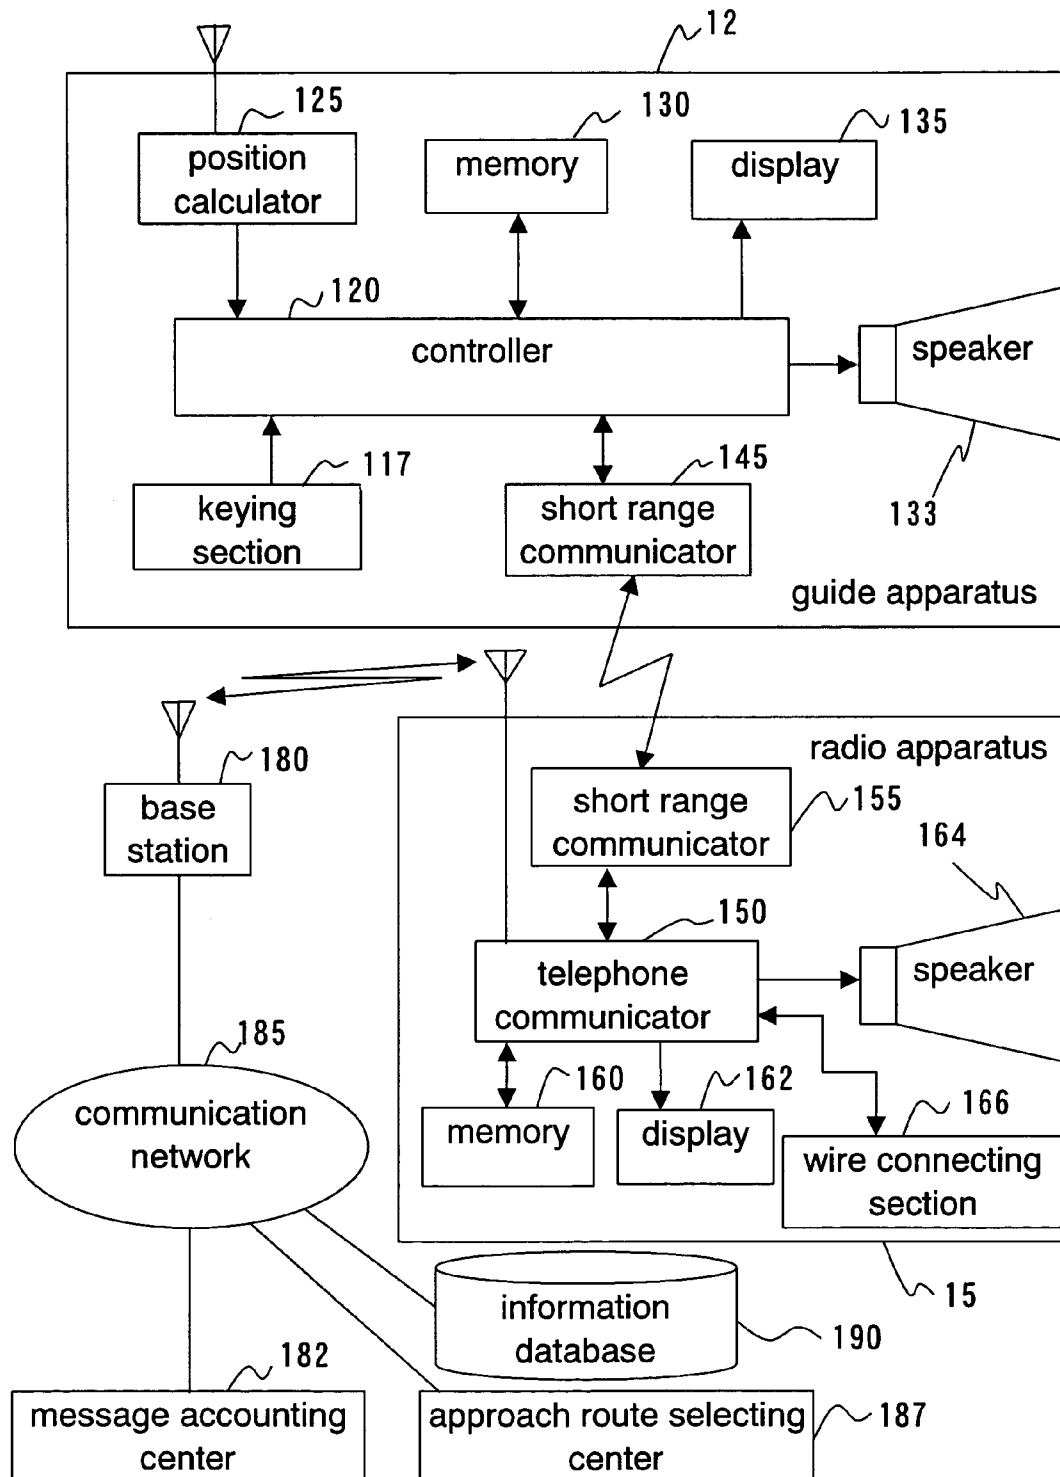 12
125
130
135
position
calculator
memory
display
120
controller
speaker
117
145
133
keying
section
short range
communicator
guide apparatus
radio apparatus
180
base
station
short range
communicator
155
164
150
telephone
communicator
speaker
185
160
162
166
communication
network
memory
display
wire connecting
section
15
information
database
190
182
message accounting
center
approach route selecting
center
187